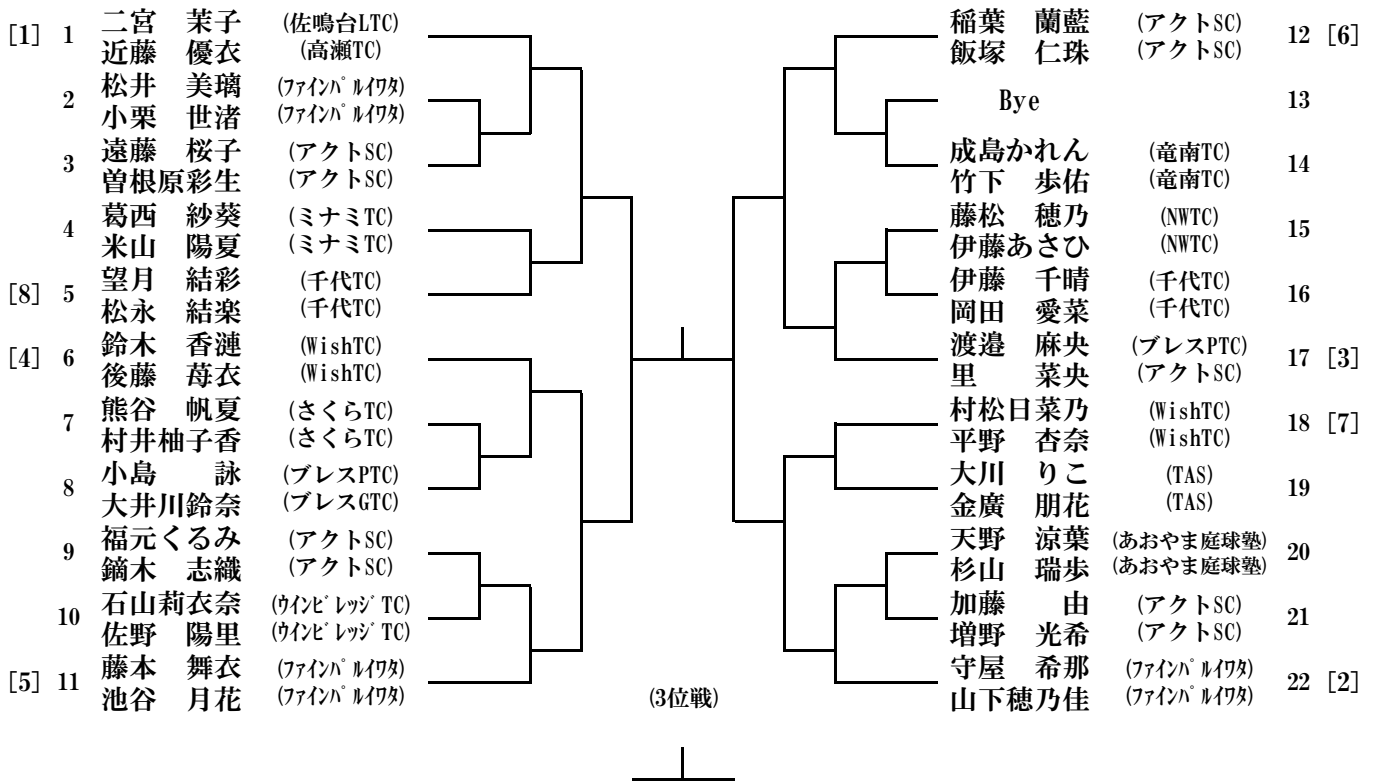 [1] 1 二宮 茉子 (佐鳴台LTC)
近藤 優衣 (高瀬TC)
2 松井 美璃 (ファインパルイワタ)
小栗 世渚 (ファインパルイワタ)
3 遠藤 桜子 (アクトSC)
曽根原彩生 (アクトSC)
4 葛西 紗葵 (ミナミTC)
米山 陽夏 (ミナミTC)
[8] 5 望月 結彩 (千代TC)
松永 結楽 (千代TC)
[4] 6 鈴木 香漣 (WishTC)
後藤 苺衣 (WishTC)
7 熊谷 帆夏 (さくらTC)
村井柚子香 (さくらTC)
8 小島 詠 (ブレスPTC)
大井川鈴奈 (ブレスGTC)
9 福元くるみ (アクトSC)
鏑木 志織 (アクトSC)
10 石山莉衣奈 (ウインビレッジTC)
佐野 陽里 (ウインビレッジTC)
[5] 11 藤本 舞衣 (ファインパルイワタ)
池谷 月花 (ファインパルイワタ)
稲葉 蘭藍 (アクトSC) 12 [6]
飯塚 仁珠 (アクトSC)
Bye 13
成島かれん (竜南TC) 14
竹下 歩佑 (竜南TC)
藤松 穂乃 (NWTC) 15
伊藤あさひ (NWTC)
伊藤 千晴 (千代TC) 16
岡田 愛菜 (千代TC)
渡邉 麻央 (ブレスPTC) 17 [3]
里 菜央 (アクトSC)
村松日菜乃 (WishTC) 18 [7]
平野 杏奈 (WishTC)
大川 りこ (TAS) 19
金廣 朋花 (TAS)
天野 涼葉 (あおやま庭球塾) 20
杉山 瑞歩 (あおやま庭球塾)
加藤 由 (アクトSC) 21
増野 光希 (アクトSC)
守屋 希那 (ファインパルイワタ) 22 [2]
山下穂乃佳 (ファインパルイワタ)
(3位戦)